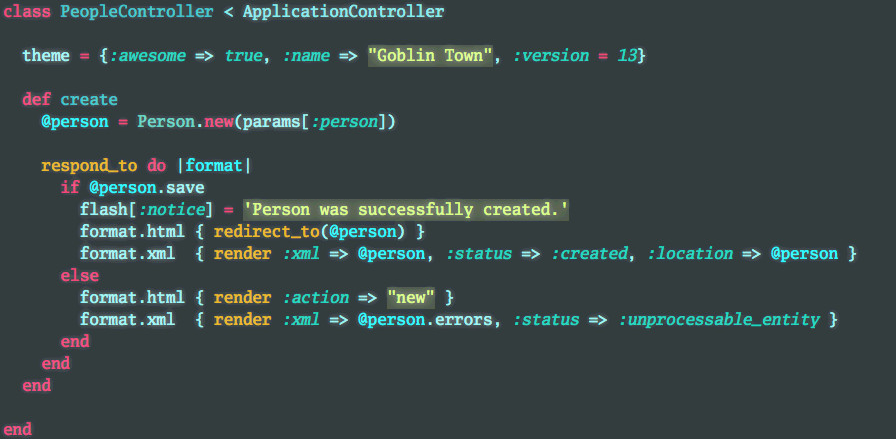 class PeopleController < ApplicationController
theme = {:awesome => true, :name => "Goblin Town", :version = 13}
def create
@person = Person.new(params[:person])
respond_to do |format|
if @person.save
flash[:notice] = 'Person was successfully created.'
format.html { redirect_to(@person) }
format.xml  { render :xml => @person, :status => :created, :location => @person }
else
format.html { render :action => "new" }
format.xml  { render :xml => @person.errors, :status => :unprocessable_entity }
end
end
end
end